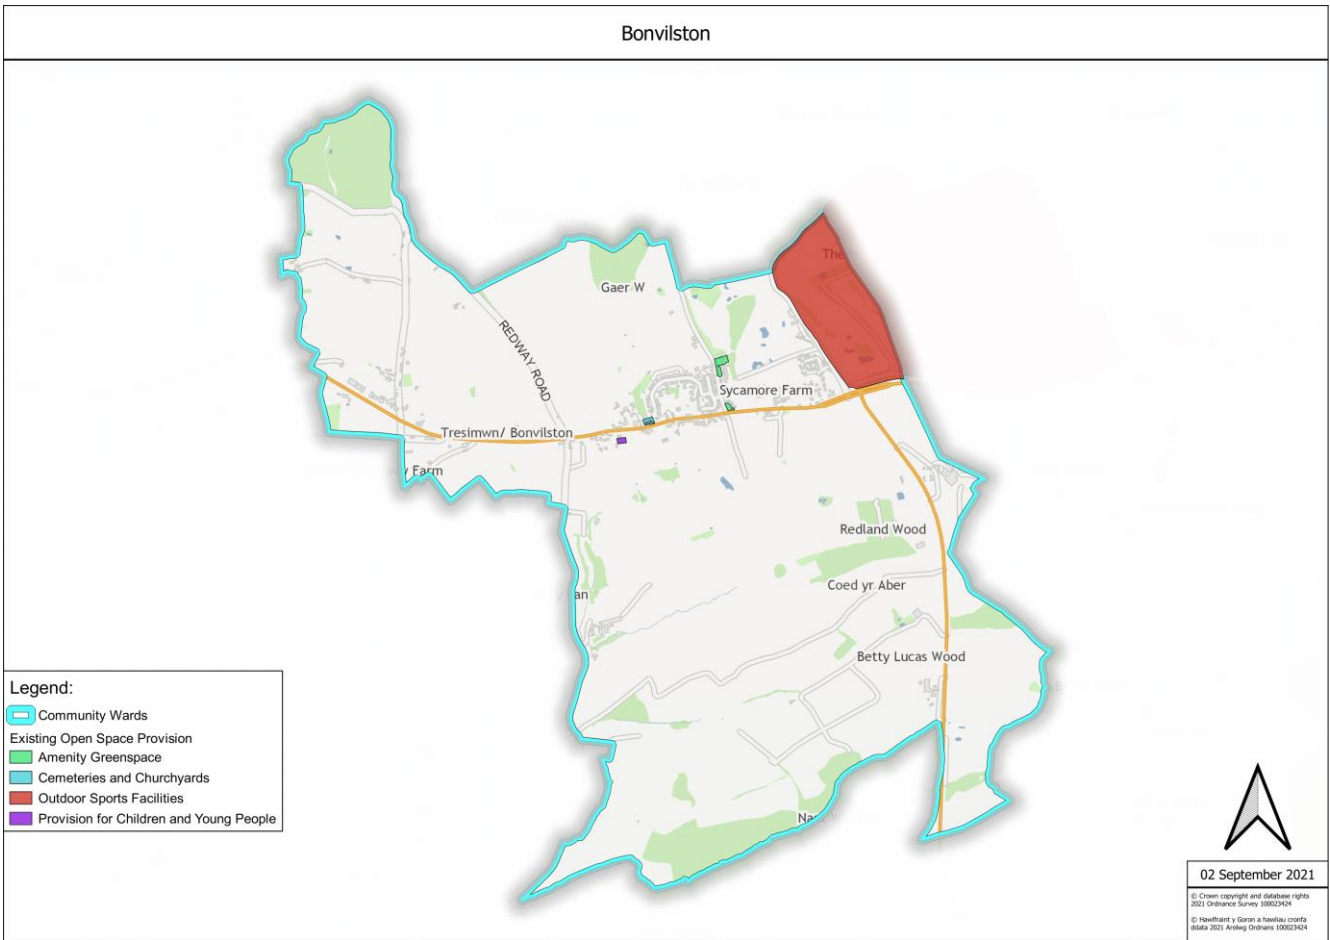 Bonvilston
The
Gaer W
REDWAY ROAD
Sycamore Farm
Tresimwn/ Bonvilston
y Farm
Redland Wood
Coed yr Aber
an
Betty Lucas Wood
Legend:
Community Wards
Existing Open Space Provision
Amenity Greenspace
Cemeteries and Churchyards
Outdoor Sports Facilities
Provision for Children and Young People
02 September 2021
© Crown copyright and database rights
2021 Ordnance Survey 100023424
© Hawlfraint y Goron a hawliau cronfa
ddata 2021 Arolwg Ordnans 100023424